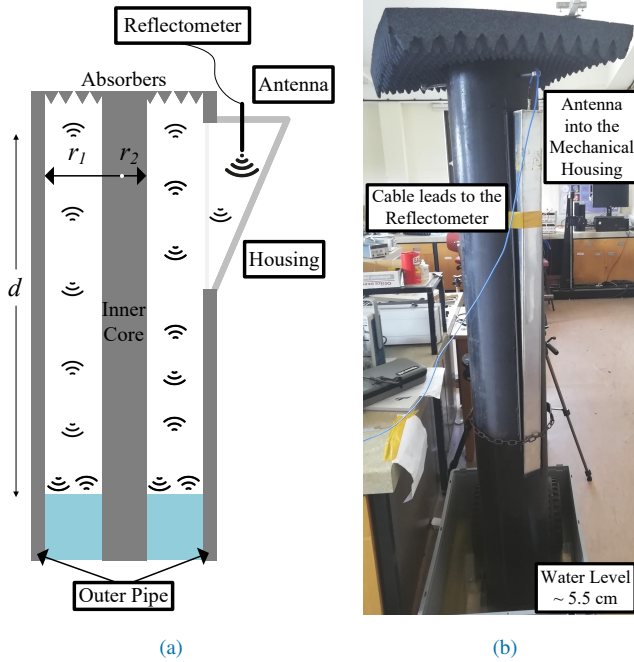 Reflectometer
Absorbers
Antenna
r1
r2
d
Housing
Inner
Core
Outer Pipe
(a)
Antenna
into the
Mechanical
Housing
Cable leads to the
Reflectometer
Water Level
~ 5.5 cm
(b)